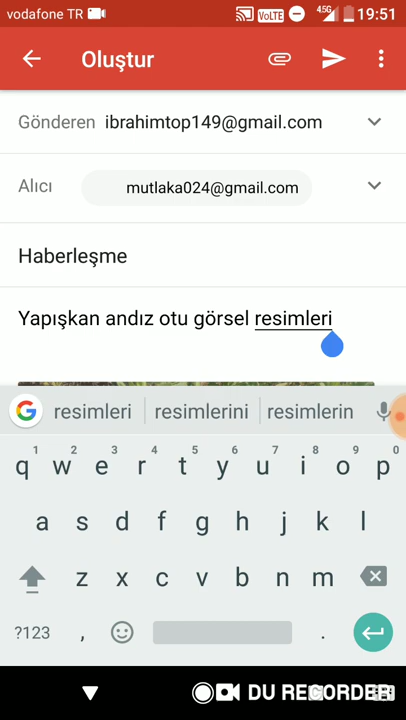 vodafone TR VoLTE 45G 19:51
Oluştur
Gönderen ibrahimtop149@gmail.com
Alıcı mutlaka024@gmail.com
Haberleşme
Yapışkan andız otu görsel resimleri
G resimleri resimlerini resimlerin
1 2 3 4 5 6 7 8 9 0
q w e r t y u i o p
a s d f g h j k l
z x c v b n m
?123 , .
DU RECORDER